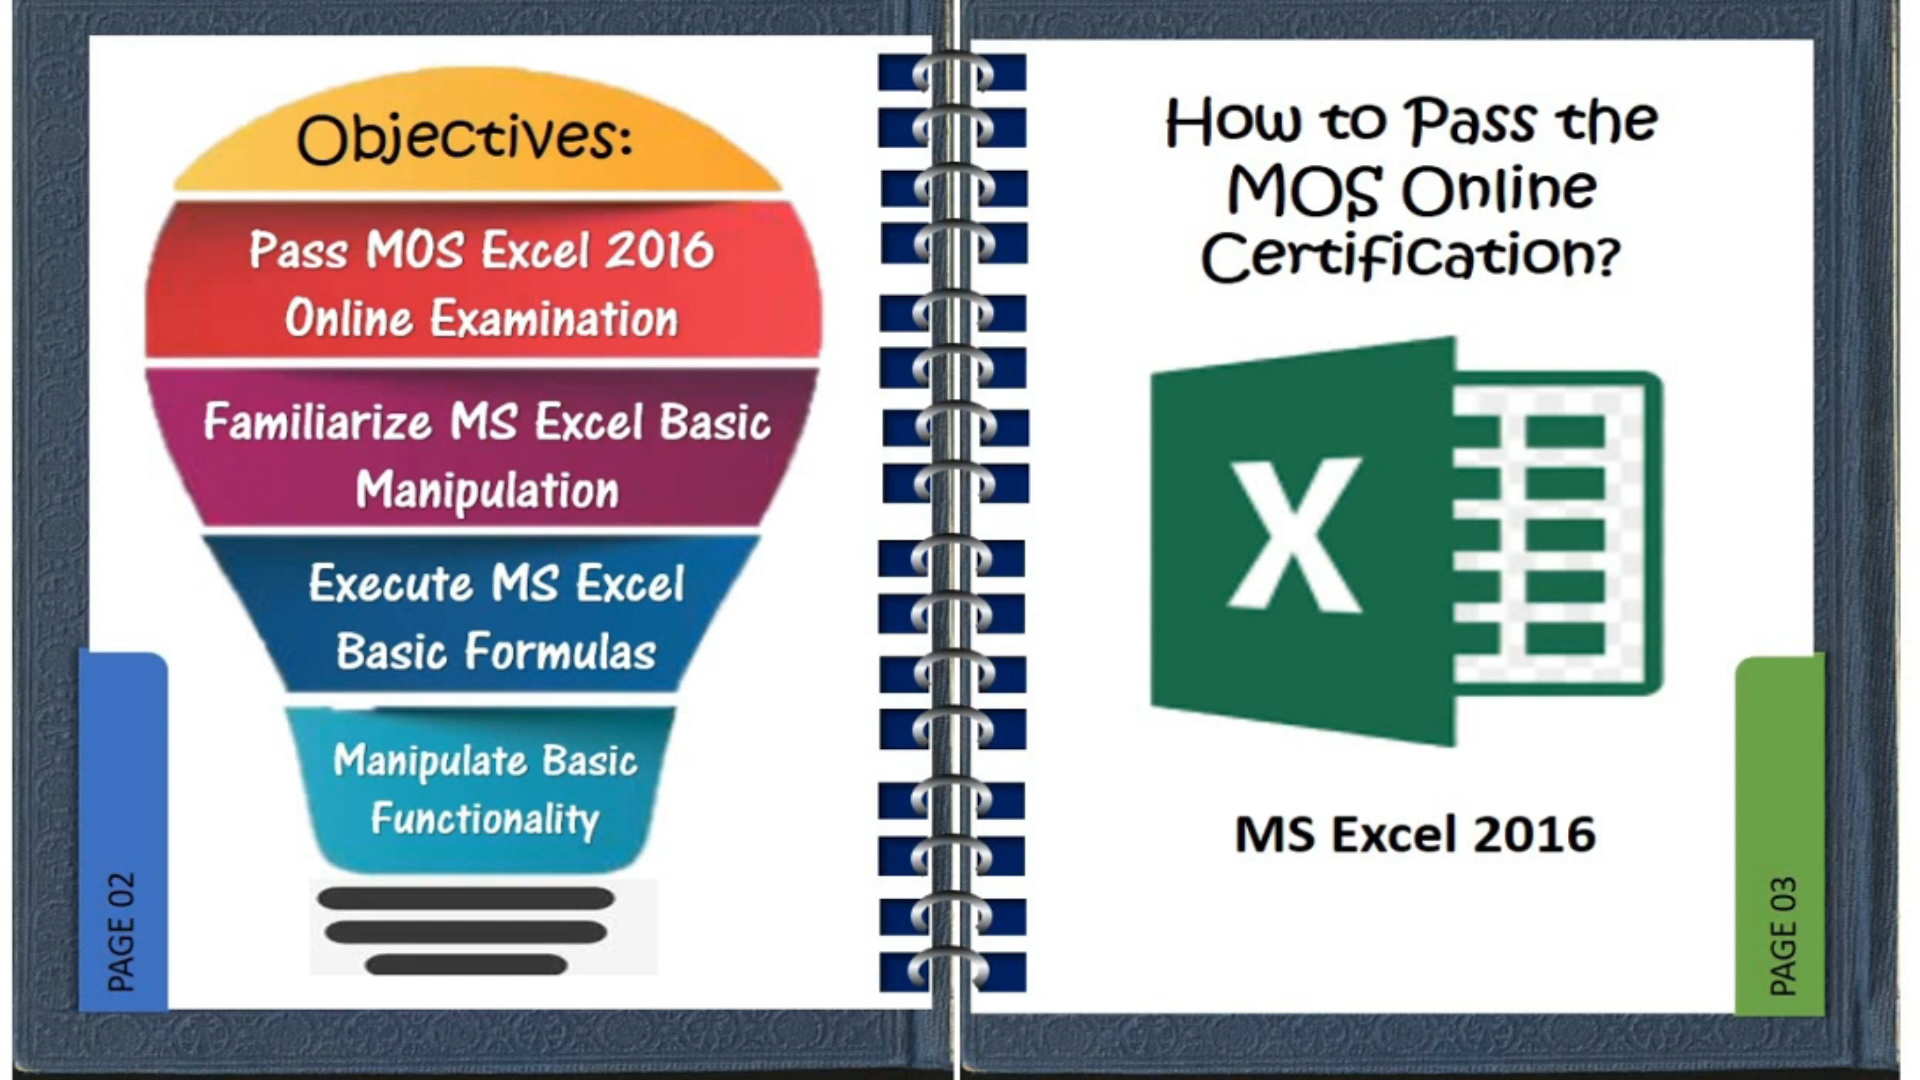 Objectives:
Pass MOS Excel 2016
Online Examination
Familiarize MS Excel Basic
Manipulation
Execute MS Excel
Basic Formulas
Manipulate Basic
Functionality
PAGE 02
How to Pass the
MOS Online
Certification?
X
MS Excel 2016
PAGE 03